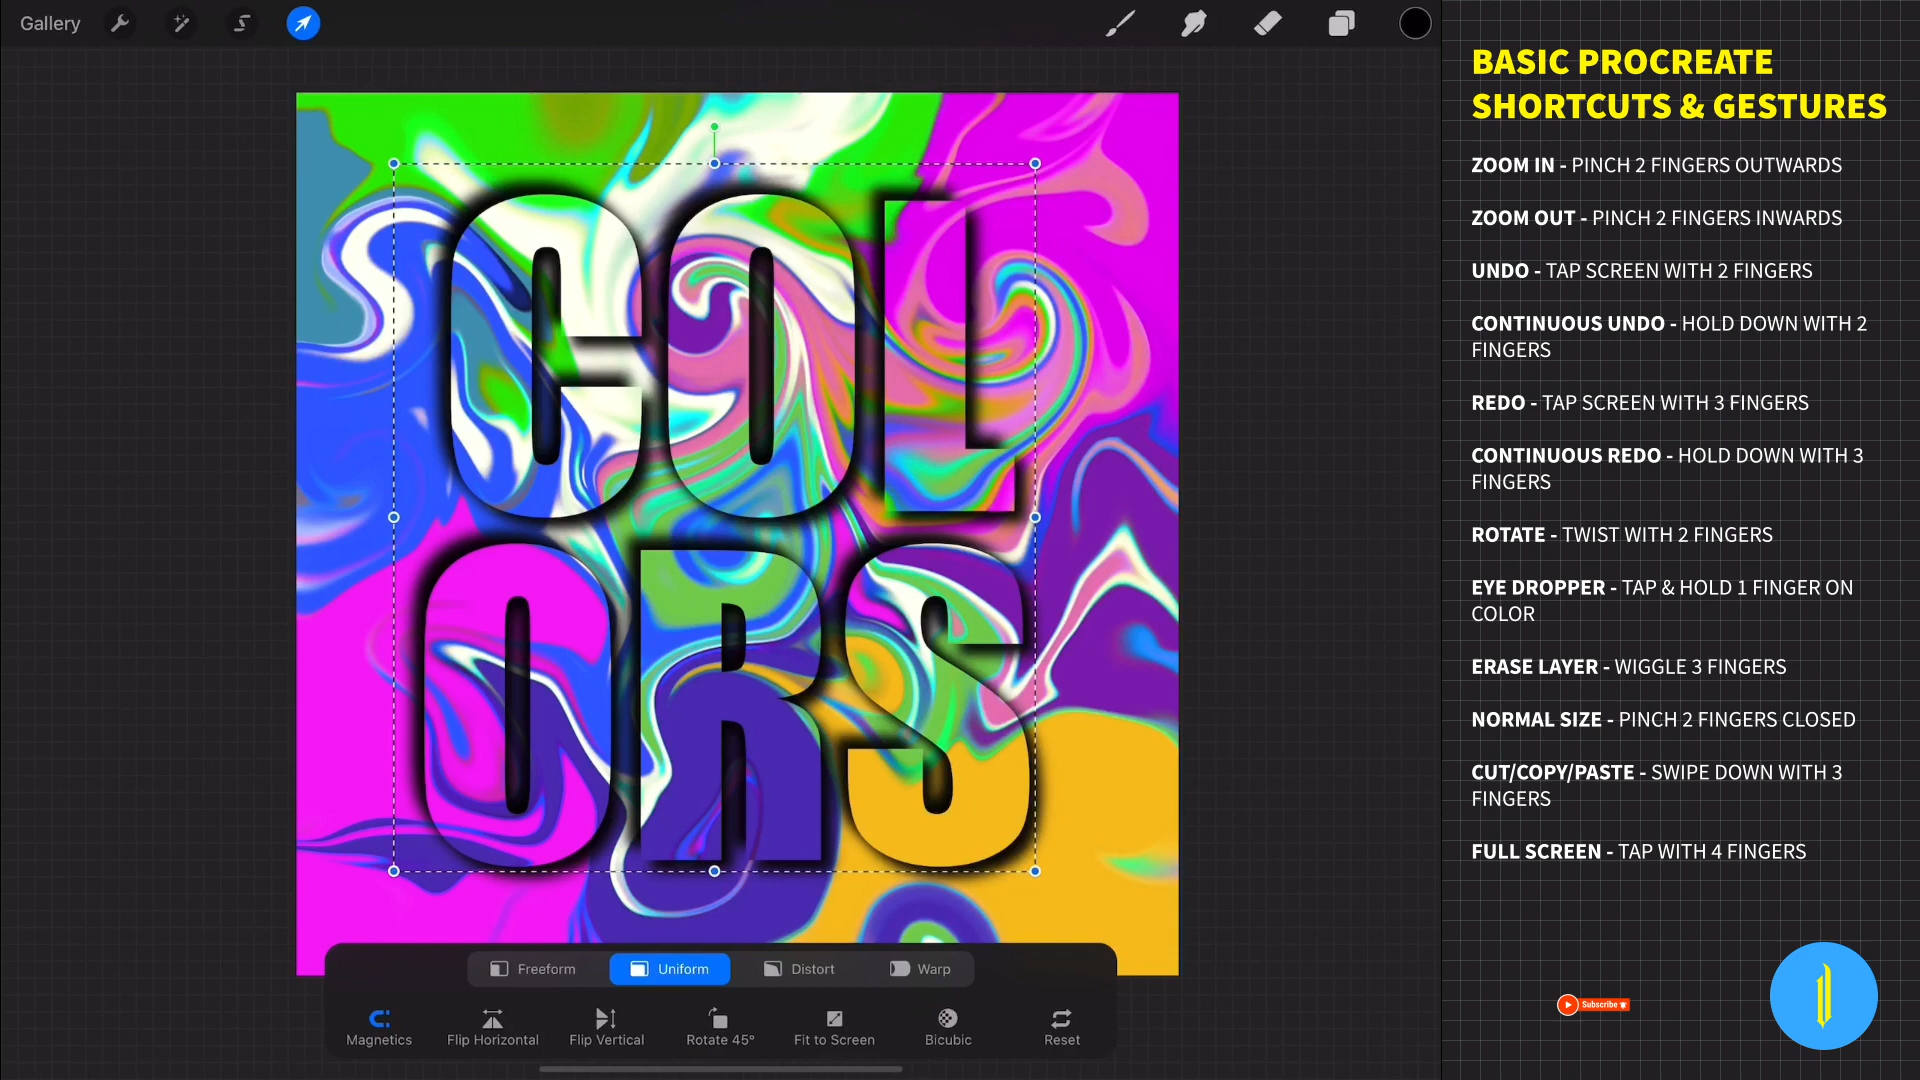 Gallery
BASIC PROCREATE
SHORTCUTS & GESTURES
ZOOM IN - PINCH 2 FINGERS OUTWARDS
ZOOM OUT - PINCH 2 FINGERS INWARDS
UNDO - TAP SCREEN WITH 2 FINGERS
CONTINUOUS UNDO - HOLD DOWN WITH 2
FINGERS
REDO - TAP SCREEN WITH 3 FINGERS
CONTINUOUS REDO - HOLD DOWN WITH 3
FINGERS
ROTATE - TWIST WITH 2 FINGERS
EYE DROPPER - TAP & HOLD 1 FINGER ON
COLOR
ERASE LAYER - WIGGLE 3 FINGERS
NORMAL SIZE - PINCH 2 FINGERS CLOSED
CUT/COPY/PASTE - SWIPE DOWN WITH 3
FINGERS
FULL SCREEN - TAP WITH 4 FINGERS
COL
ORS
Freeform Uniform Distort Warp
Magnetics Flip Horizontal Flip Vertical Rotate 45° Fit to Screen Bicubic Reset
Subscribe